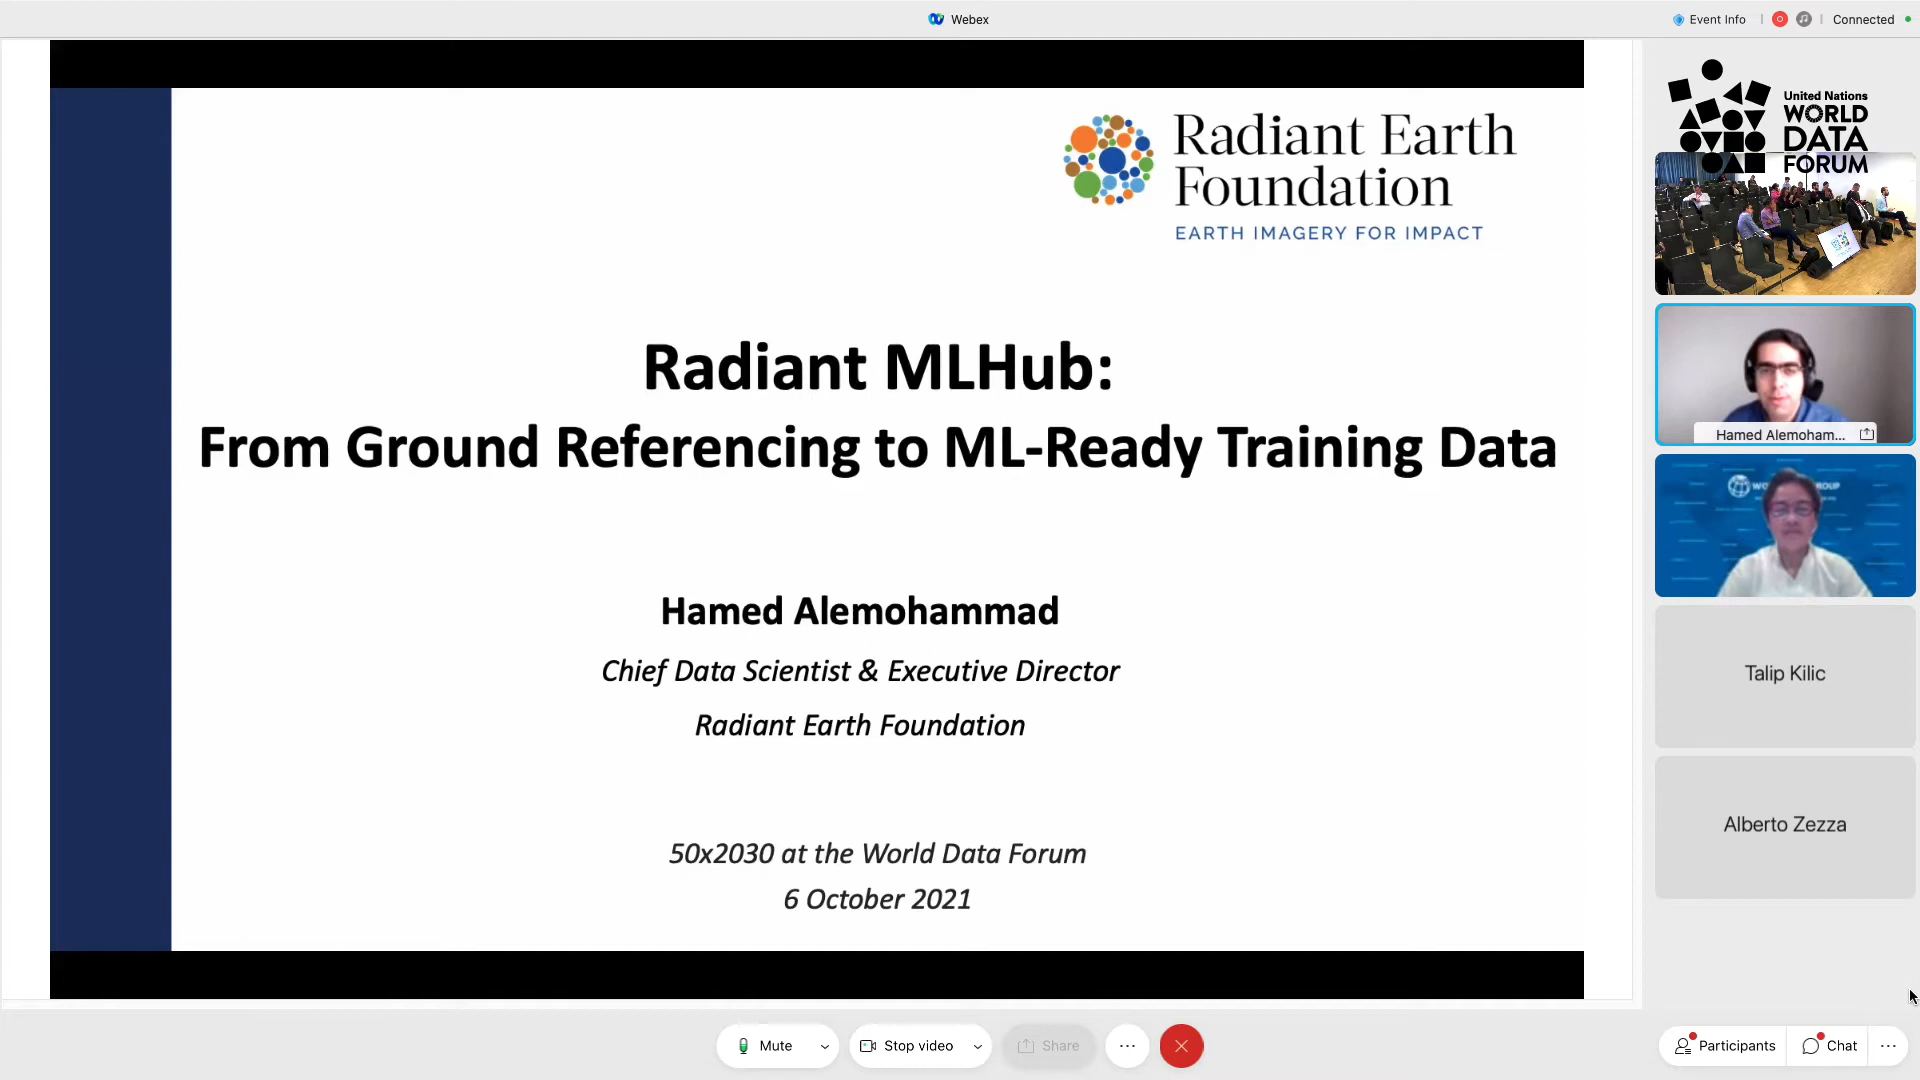 Webex
Event Info
Connected
Radiant Earth
Foundation
EARTH IMAGERY FOR IMPACT
Radiant MLHub:
From Ground Referencing to ML-Ready Training Data
Hamed Alemohammad
Chief Data Scientist & Executive Director
Radiant Earth Foundation
50x2030 at the World Data Forum
6 October 2021
United Nations
WORLD
DATA
FORUM
Hamed Alemoham...
Talip Kilic
Alberto Zezza
Mute
Stop video
Share
Participants
Chat